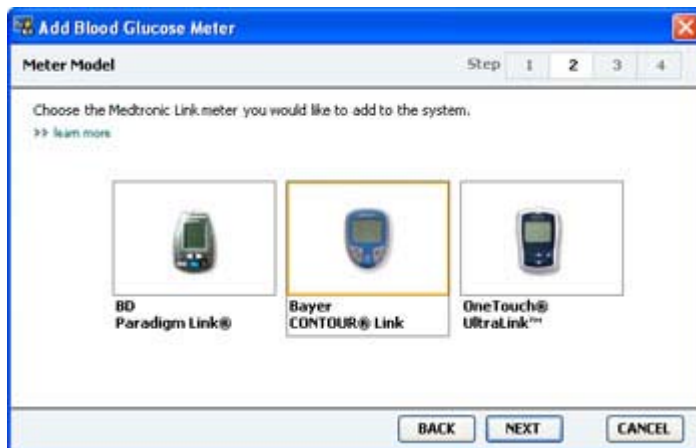 Add Blood Glucose Meter
Meter Model
Step 1 2 3 4
Choose the Medtronic Link meter you would like to add to the system.
>> learn more
BD
Paradigm Link®
Bayer
CONTOUR® Link
OneTouch®
UltraLink™
BACK NEXT CANCEL